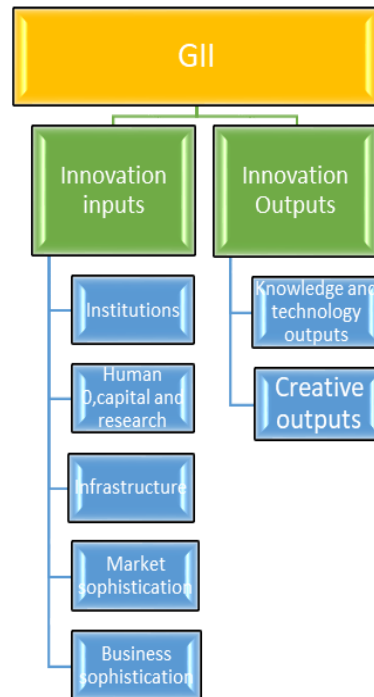 GII
Innovation
inputs
Institutions
Human
0,capital and
research
Infrastructure
Market
sophistication
Business
sophistication
Innovation
Outputs
Knowledge and
technology
outputs
Creative
outputs